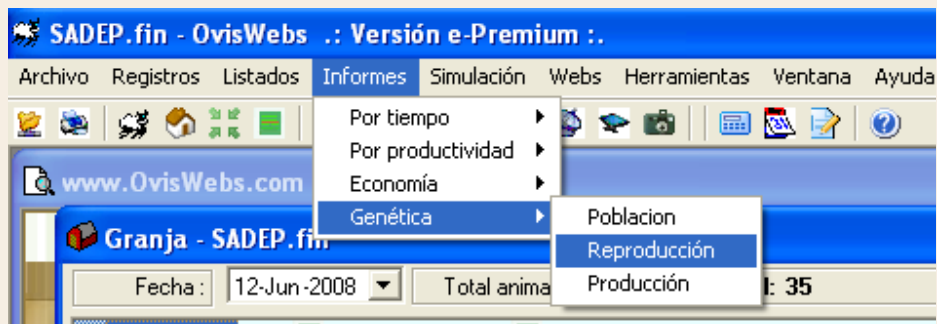 SADEP.fin - OvisWebs .: Versión e-Premium :.
Archivo Registros Listados Informes Simulación Webs Herramientas Ventana Ayuda
Por tiempo
Por productividad
www.OvisWebs.com
Economía
Genética
Poblacion
Granja - SADEP.fin
Reproducción
Fecha : 12-Jun-2008 Total
Producción
: 35